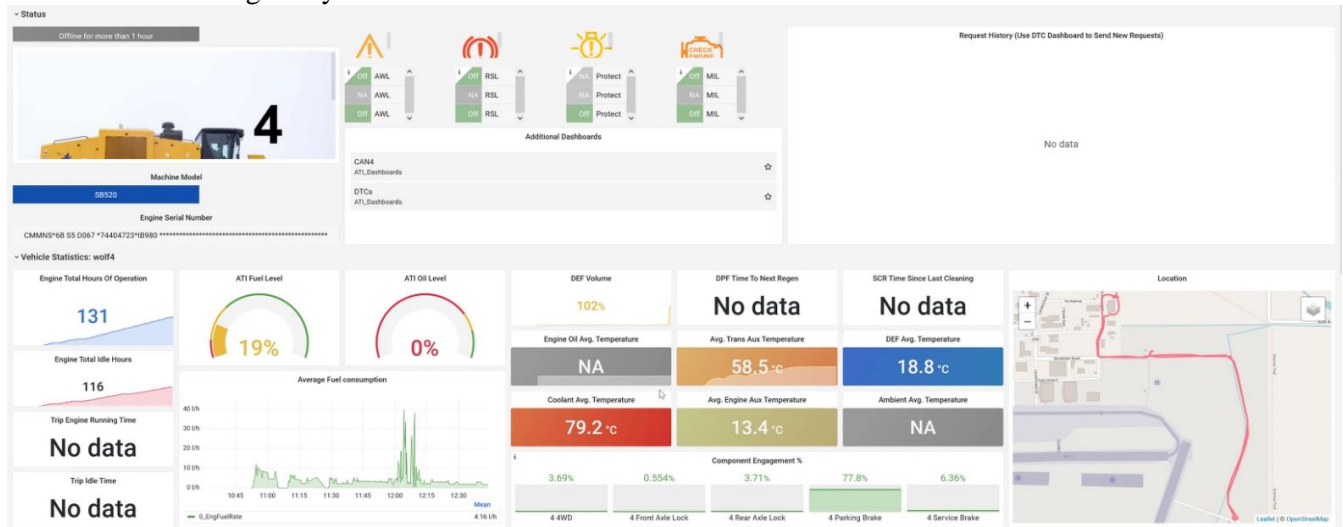 Status
Offline for more than 1 hour
4
Machine Model
SB520
Engine Serial Number
CMMNS*6B S5 D067 *74404723*IB980 **************************************************
CHECK ENGINE
i Off AWL
NA AWL
Off AWL
i Off RSL
NA RSL
Off RSL
i NA Protect
NA Protect
Off Protect
i Off MIL
NA MIL
Off MIL
Additional Dashboards
CAN4
ATI_Dashboards
DTCs
ATI_Dashboards
Request History (Use DTC Dashboard to Send New Requests)
No data
Vehicle Statistics: wolf4
Engine Total Hours Of Operation
131
Engine Total Idle Hours
116
Trip Engine Running Time
No data
Trip Idle Time
No data
ATI Fuel Level
19%
ATI Oil Level
0%
Average Fuel consumption
40 l/h
30 l/h
20 l/h
10 l/h
0 l/h
10:45 11:00 11:15 11:30 11:45 12:00 12:15 12:30
Mean
0_EngFuelRate 4.16 l/h
DEF Volume
102%
DPF Time To Next Regen
No data
SCR Time Since Last Cleaning
No data
Engine Oil Avg. Temperature
NA
Avg. Trans Aux Temperature
58.5 °C
DEF Avg. Temperature
18.8 °C
Coolant Avg. Temperature
79.2 °C
Avg. Engine Aux Temperature
13.4 °C
Ambient Avg. Temperature
NA
i
Component Engagement %
3.69% 0.554% 3.71% 77.8% 6.36%
4 4WD 4 Front Axle Lock 4 Rear Axle Lock 4 Parking Brake 4 Service Brake
Location
+
−
Leaflet | © OpenStreetMap